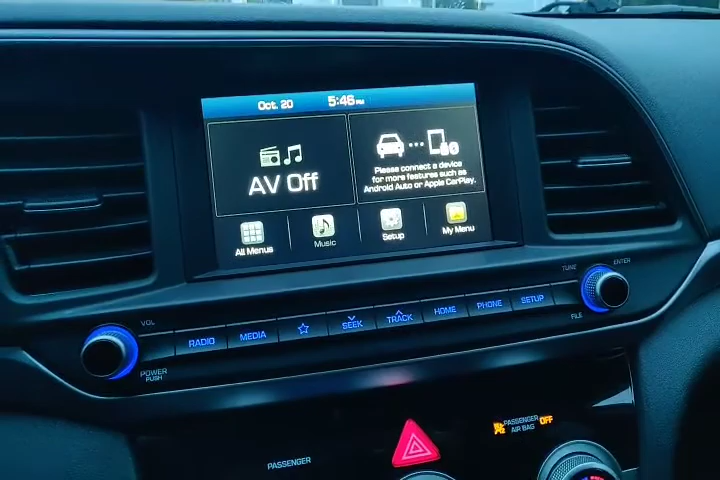 Oct. 20 5:46 PM
AV Off
Please connect a device
for more features such as
Android Auto or Apple CarPlay.
All Menus
Music
Setup
My Menu
VOL
POWER
PUSH
RADIO
MEDIA
SEEK
TRACK
HOME
PHONE
SETUP
TUNE
ENTER
FILE
PASSENGER
PASSENGER
AIR BAG
OFF